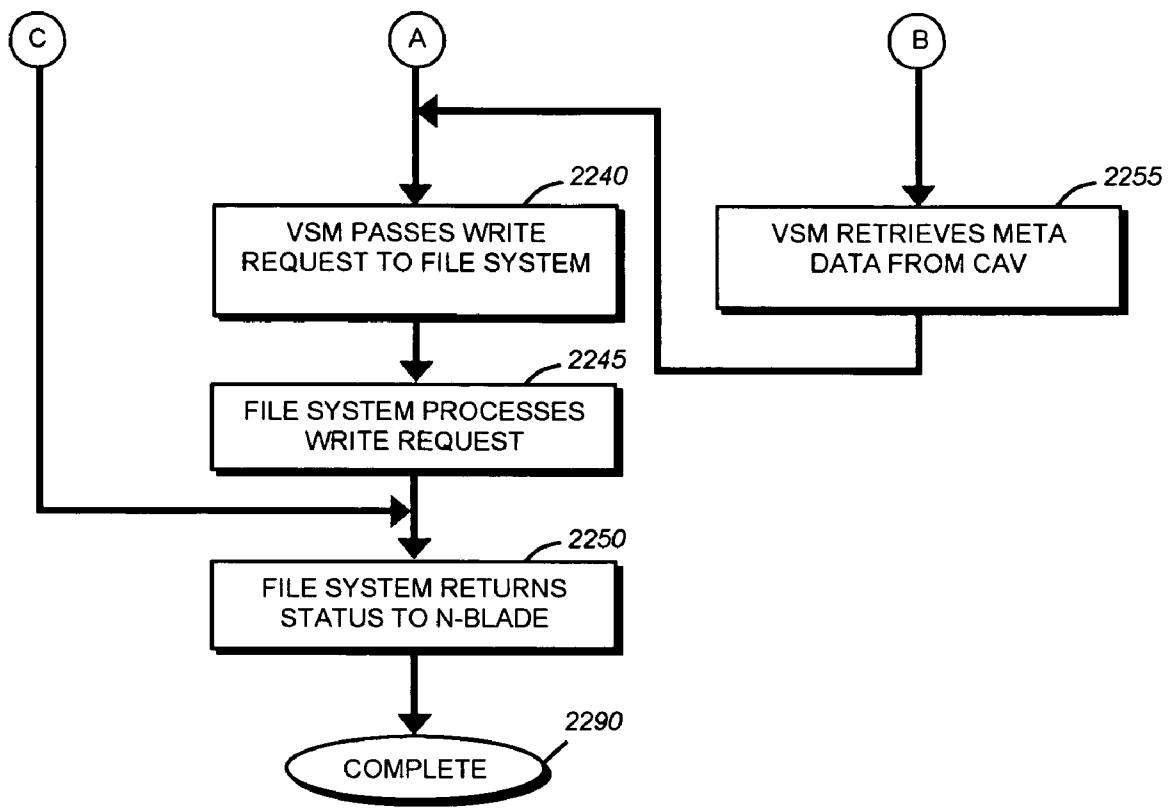 C
A
B
2240
VSM PASSES WRITE
REQUEST TO FILE SYSTEM
2255
VSM RETRIEVES META
DATA FROM CAV
2245
FILE SYSTEM PROCESSES
WRITE REQUEST
2250
FILE SYSTEM RETURNS
STATUS TO N-BLADE
2290
COMPLETE